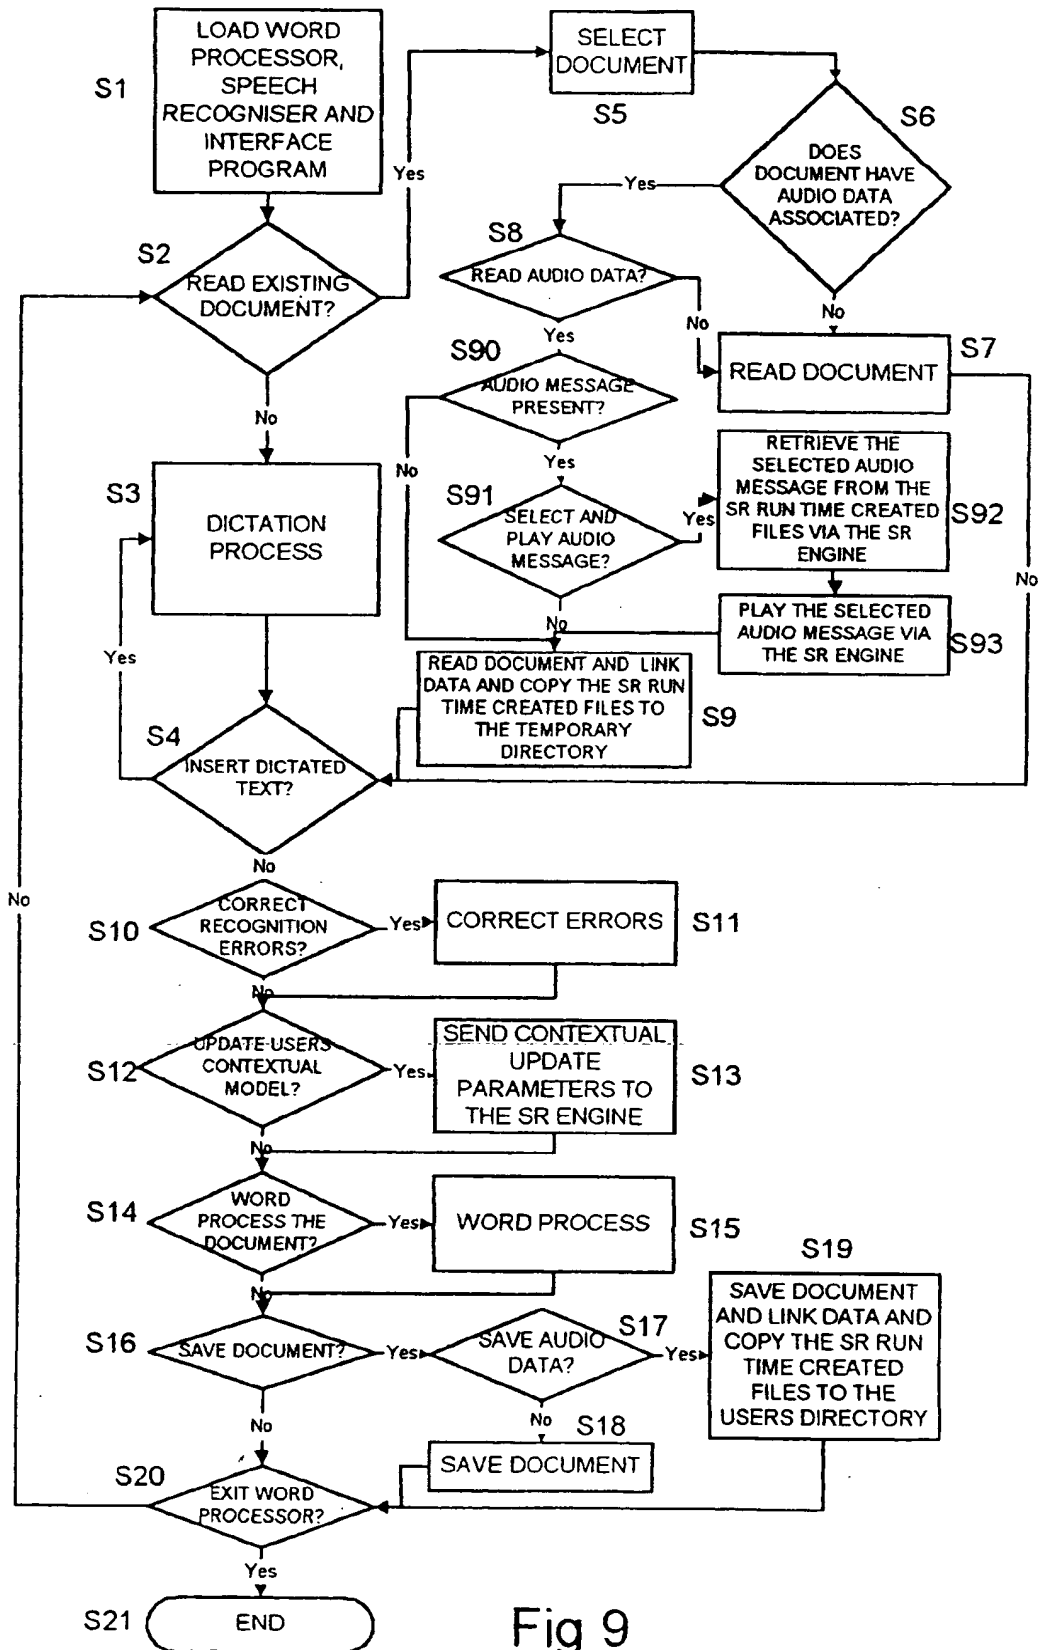 S1
LOAD WORD
PROCESSOR,
SPEECH
RECOGNISER AND
INTERFACE
PROGRAM
Yes
SELECT
DOCUMENT
S5
S6
DOES
DOCUMENT HAVE
AUDIO DATA
ASSOCIATED?
Yes
No
S2
READ EXISTING
DOCUMENT?
No
S8
READ AUDIO DATA?
No
Yes
S7
READ DOCUMENT
No
S90
AUDIO MESSAGE
PRESENT?
No
Yes
S91
SELECT AND
PLAY AUDIO
MESSAGE?
Yes
No
RETRIEVE THE
SELECTED AUDIO
MESSAGE FROM THE
SR RUN TIME CREATED
FILES VIA THE SR
ENGINE
S92
PLAY THE SELECTED
AUDIO MESSAGE VIA
THE SR ENGINE
S93
S3
DICTATION
PROCESS
Yes
READ DOCUMENT AND LINK
DATA AND COPY THE SR RUN
TIME CREATED FILES TO
THE TEMPORARY
DIRECTORY
S9
S4
INSERT DICTATED
TEXT?
No
No
S10
CORRECT
RECOGNITION
ERRORS?
Yes
CORRECT ERRORS
S11
No
S12
UPDATE USERS
CONTEXTUAL
MODEL?
Yes
SEND CONTEXTUAL
UPDATE
PARAMETERS TO
THE SR ENGINE
S13
No
S14
WORD
PROCESS THE
DOCUMENT?
Yes
WORD PROCESS
S15
No
S16
SAVE DOCUMENT?
Yes
S17
SAVE AUDIO
DATA?
Yes
S19
SAVE DOCUMENT
AND LINK DATA AND
COPY THE SR RUN
TIME CREATED
FILES TO THE
USERS DIRECTORY
No
No
S18
SAVE DOCUMENT
S20
EXIT WORD
PROCESSOR?
Yes
S21
END
Fig 9